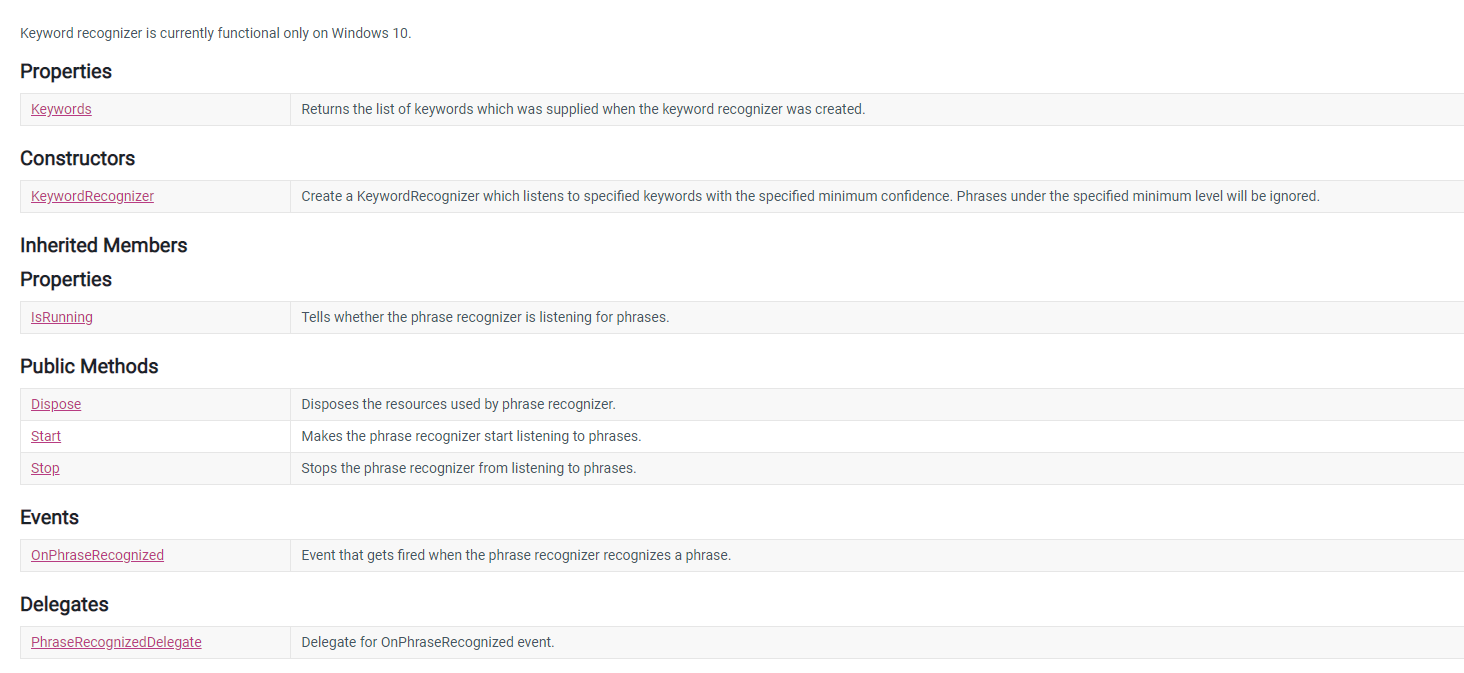 Keyword recognizer is currently functional only on Windows 10.
Properties
Keywords Returns the list of keywords which was supplied when the keyword recognizer was created.
Constructors
KeywordRecognizer Create a KeywordRecognizer which listens to specified keywords with the specified minimum confidence. Phrases under the specified minimum level will be ignored.
Inherited Members
Properties
IsRunning Tells whether the phrase recognizer is listening for phrases.
Public Methods
Dispose Disposes the resources used by phrase recognizer.
Start Makes the phrase recognizer start listening to phrases.
Stop Stops the phrase recognizer from listening to phrases.
Events
OnPhraseRecognized Event that gets fired when the phrase recognizer recognizes a phrase.
Delegates
PhraseRecognizedDelegate Delegate for OnPhraseRecognized event.